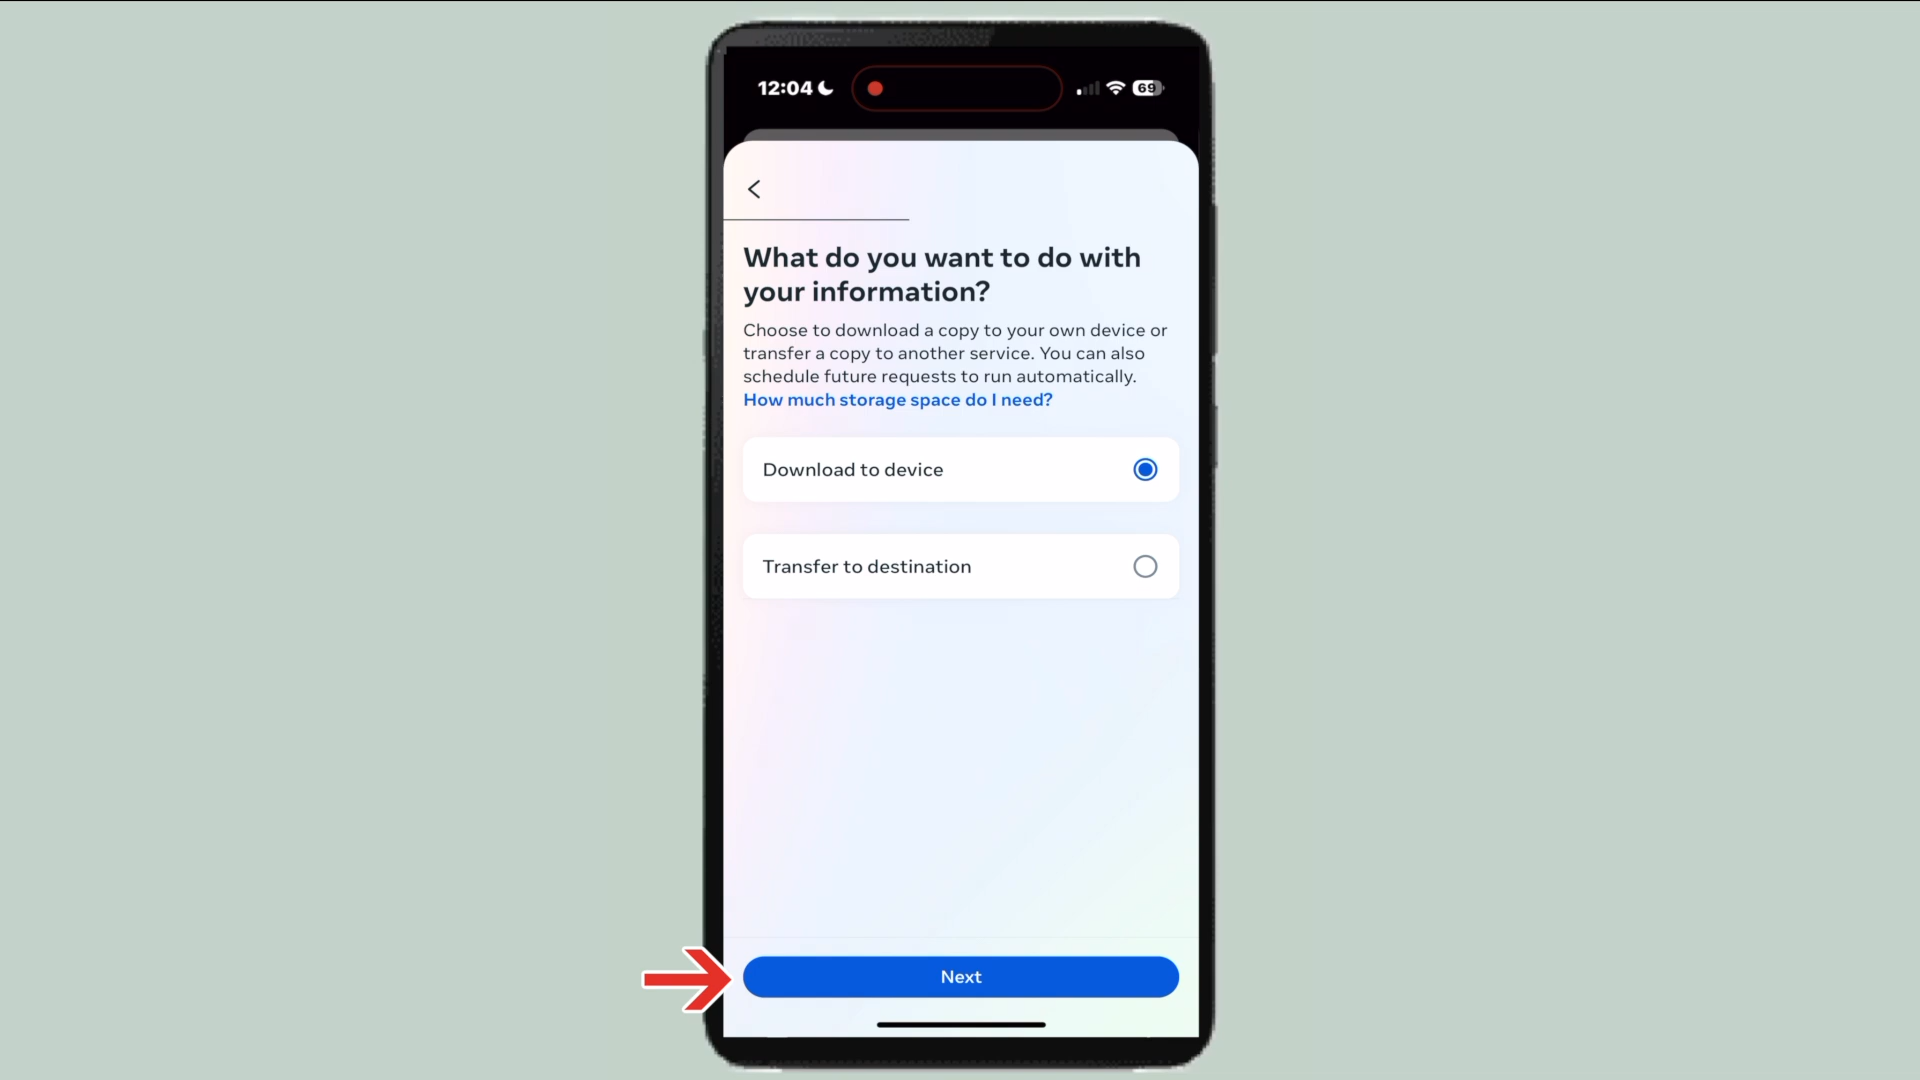 12:04
69
What do you want to do with
your information?
Choose to download a copy to your own device or
transfer a copy to another service. You can also
schedule future requests to run automatically.
How much storage space do I need?
Download to device
Transfer to destination
Next